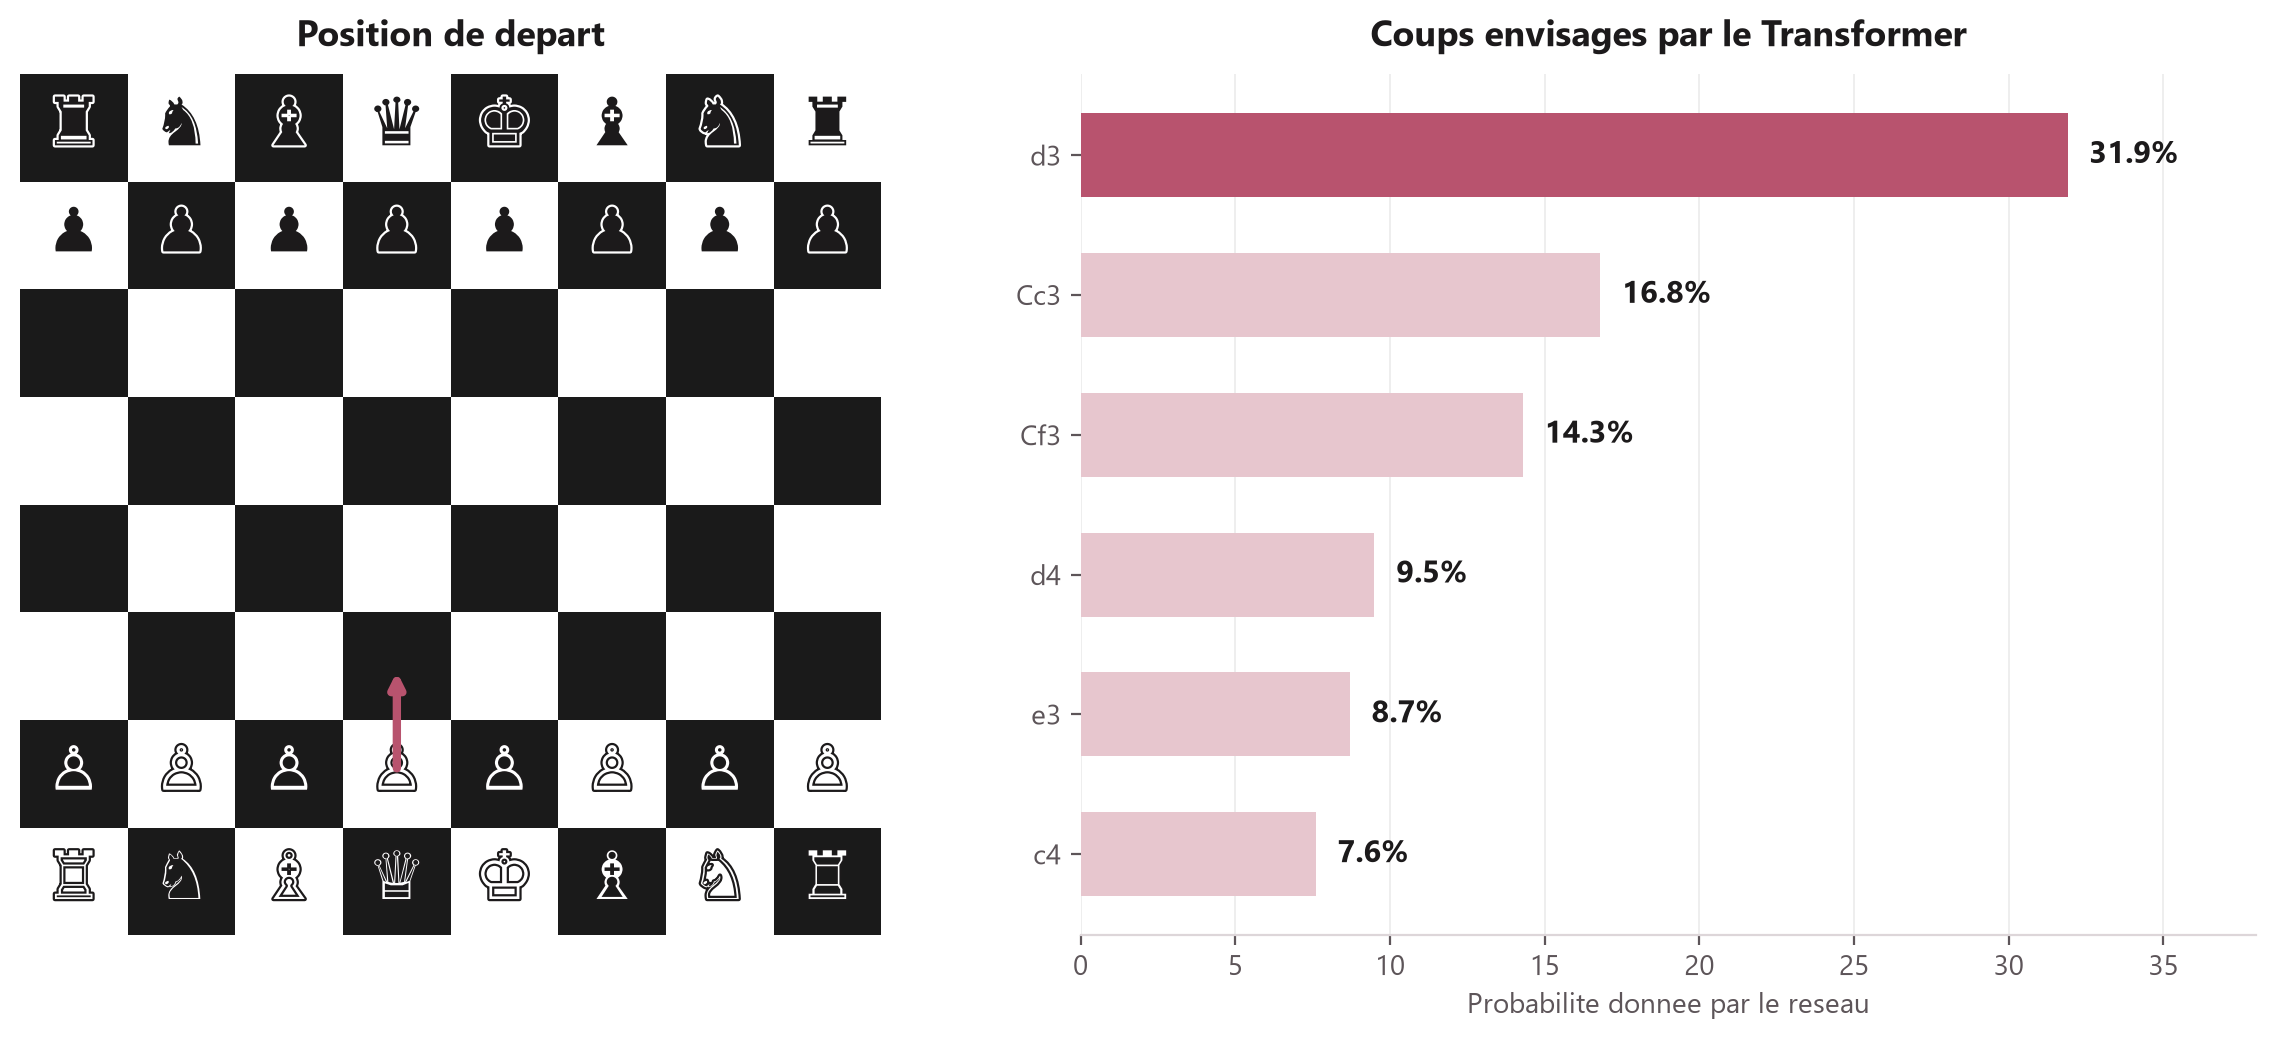 Position de depart
Coups envisages par le Transformer
d3
31.9%
Cc3
16.8%
Cf3
14.3%
d4
9.5%
e3
8.7%
c4
7.6%
0 5 10 15 20 25 30 35
Probabilite donnee par le reseau